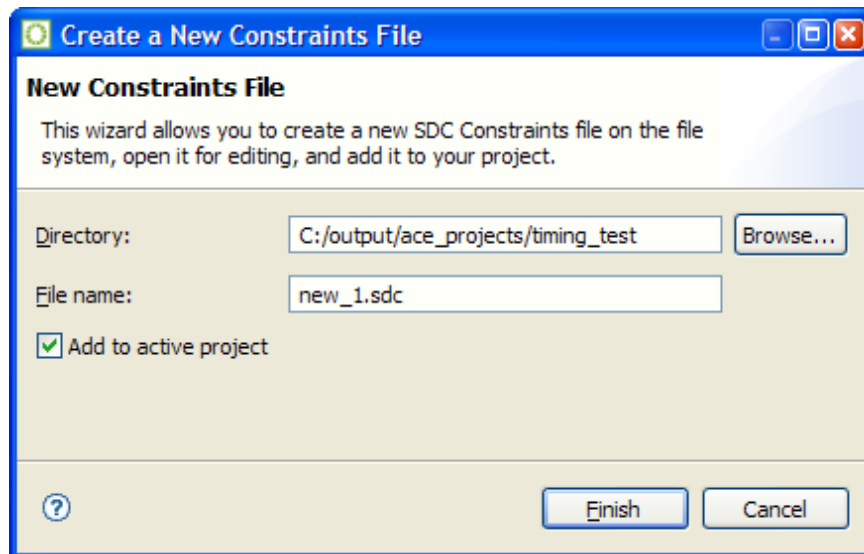 Create a New Constraints File
New Constraints File
This wizard allows you to create a new SDC Constraints file on the file
system, open it for editing, and add it to your project.
Directory: C:/output/ace_projects/timing_test Browse...
File name: new_1.sdc
Add to active project
? Finish Cancel